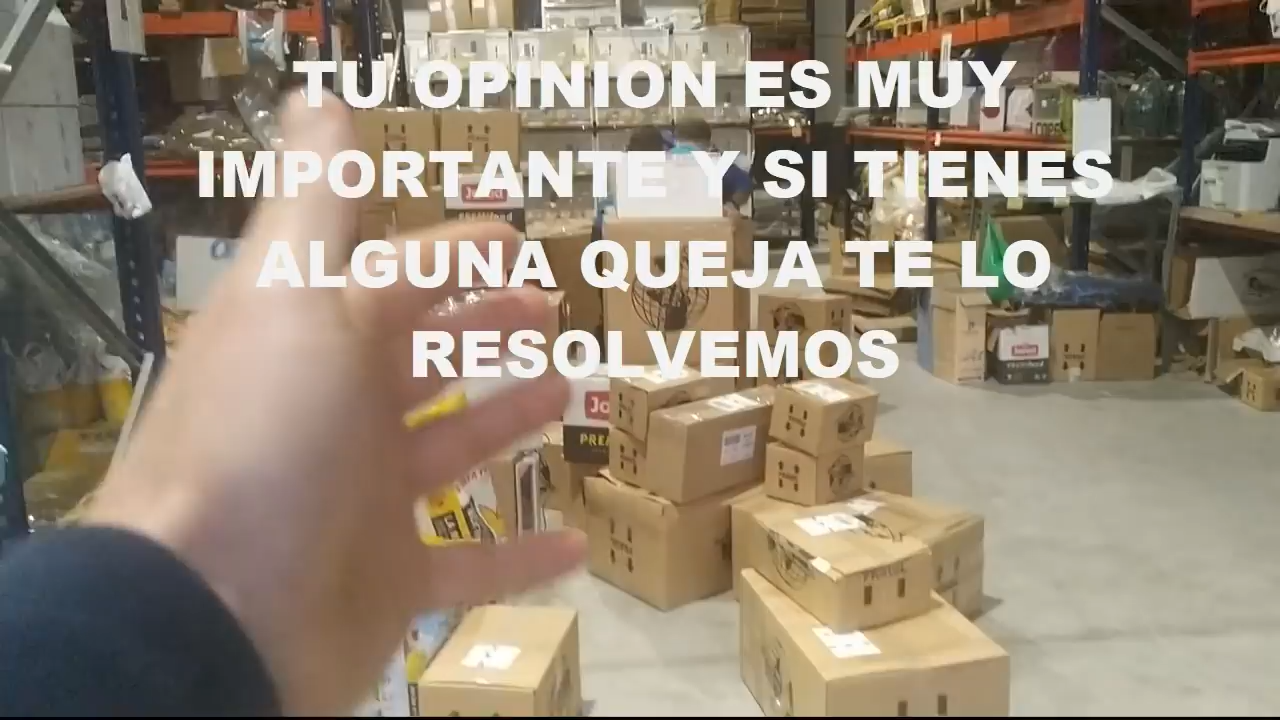 TU OPINION ES MUY
IMPORTANTE Y SI TIENES
ALGUNA QUEJA TE LO
RESOLVEMOS